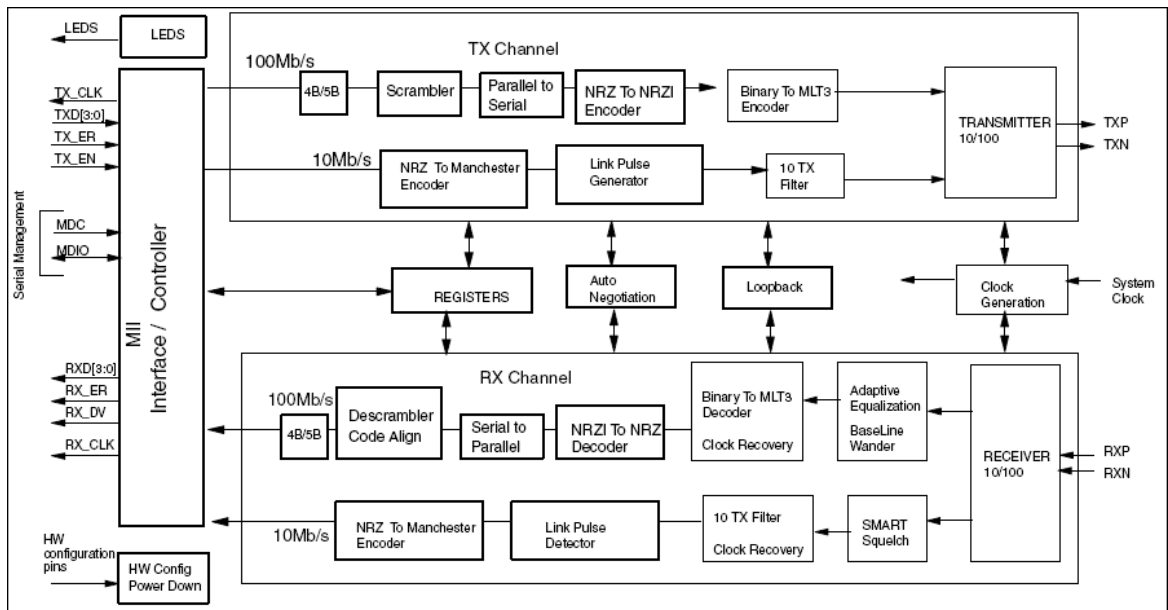 LEDS
LEDS
TX Channel
100Mb/s
4B/5B
Scrambler
Parallel to
Serial
NRZ To NRZI
Encoder
Binary To MLT3
Encoder
TRANSMITTER
10/100
TXP
TXN
TX_CLK
TXD[3:0]
TX_ER
TX_EN
10Mb/s
NRZ To Manchester
Encoder
Link Pulse
Generator
10 TX
Filter
Serial Management
MDC
MDIO
MII
Interface / Controller
REGISTERS
Auto
Negotiation
Loopback
Clock
Generation
System
Clock
RX Channel
RXD[3:0]
RX_ER
RX_DV
RX_CLK
100Mb/s
4B/5B
Descrambler
Code Align
Serial to
Parallel
NRZI To NRZ
Decoder
Binary To MLT3
Decoder
Clock Recovery
Adaptive
Equalization
BaseLine
Wander
RECEIVER
10/100
RXP
RXN
10Mb/s
NRZ To Manchester
Encoder
Link Pulse
Detector
10 TX Filter
Clock Recovery
SMART
Squelch
HW
configuration
pins
HW Config
Power Down